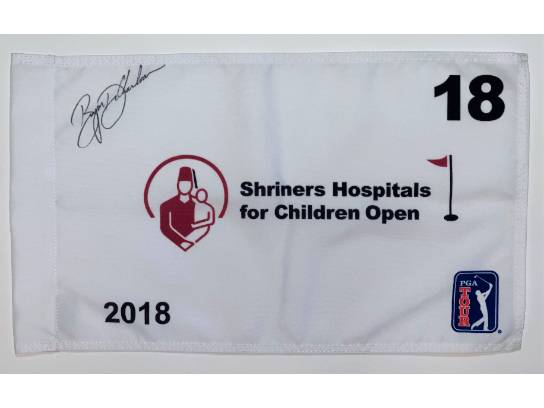 18
Shriners Hospitals
for Children Open
2018
PGA
TOUR